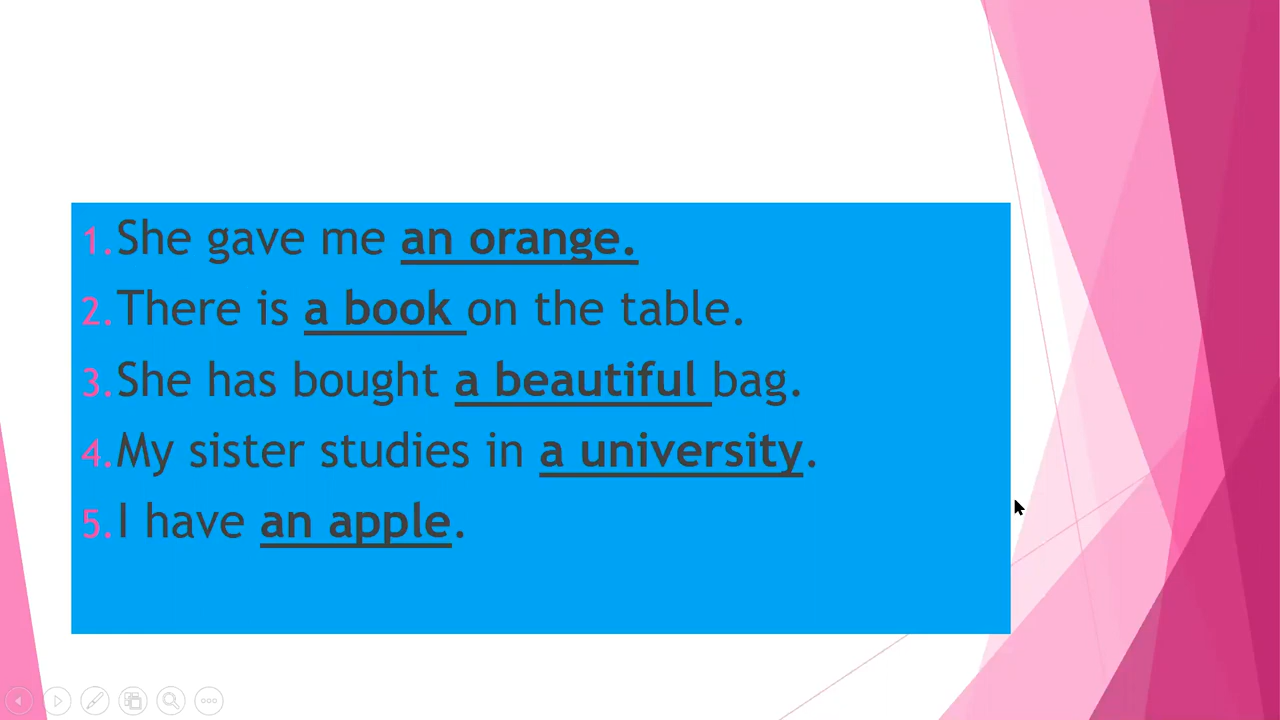 1. She gave me an orange.
2. There is a book on the table.
3. She has bought a beautiful bag.
4. My sister studies in a university.
5. I have an apple.